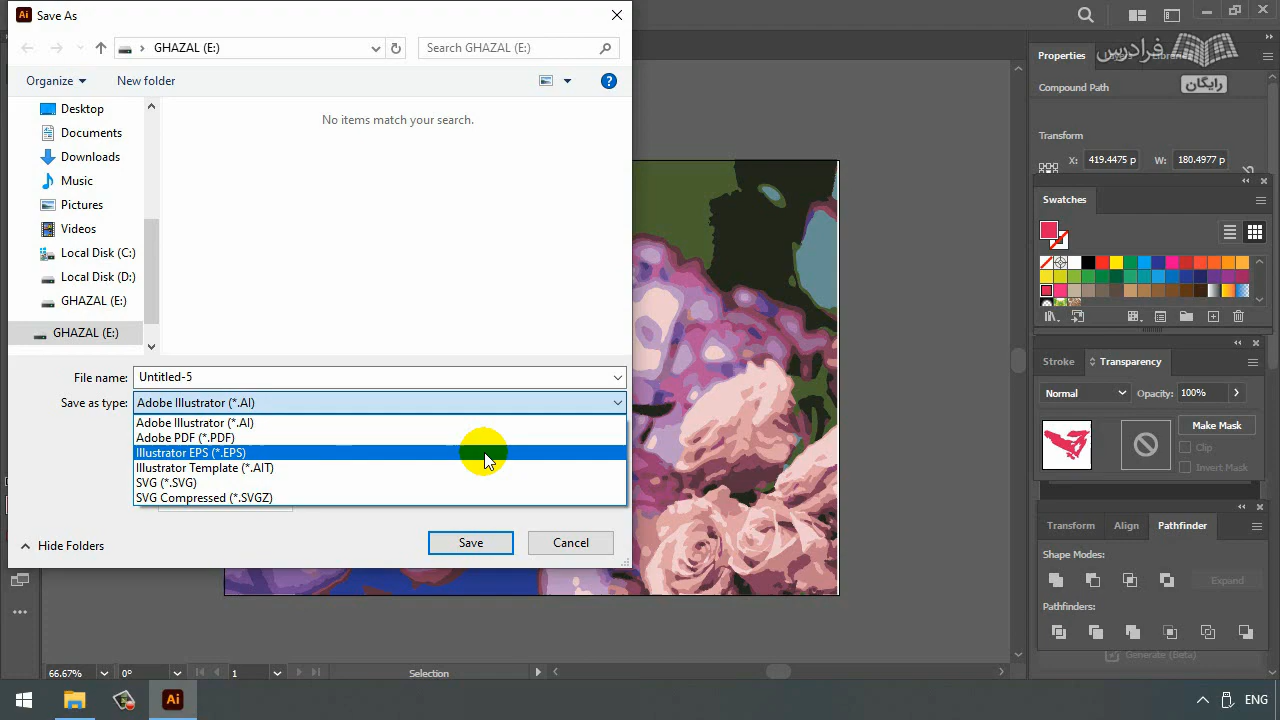 Save As
GHAZAL (E:)
Search GHAZAL (E:)
Organize
New folder
Desktop
Documents
Downloads
Music
Pictures
Videos
Local Disk (C:)
Local Disk (D:)
GHAZAL (E:)
GHAZAL (E:)
No items match your search.
File name: Untitled-5
Save as type: Adobe Illustrator (*.AI)
Adobe Illustrator (*.AI)
Adobe PDF (*.PDF)
Illustrator EPS (*.EPS)
Illustrator Template (*.AIT)
SVG (*.SVG)
SVG Compressed (*.SVGZ)
Hide Folders
Save
Cancel
فرادرس
رایگان
Properties
Compound Path
Transform
X: 419.4475 p W: 180.4977 p
Swatches
Stroke Transparency
Normal Opacity: 100%
Make Mask
Clip
Invert Mask
Transform Align Pathfinder
Shape Modes:
Expand
Pathfinders:
Generate (Beta)
66.67% 0° 1 Selection
Ai
ENG